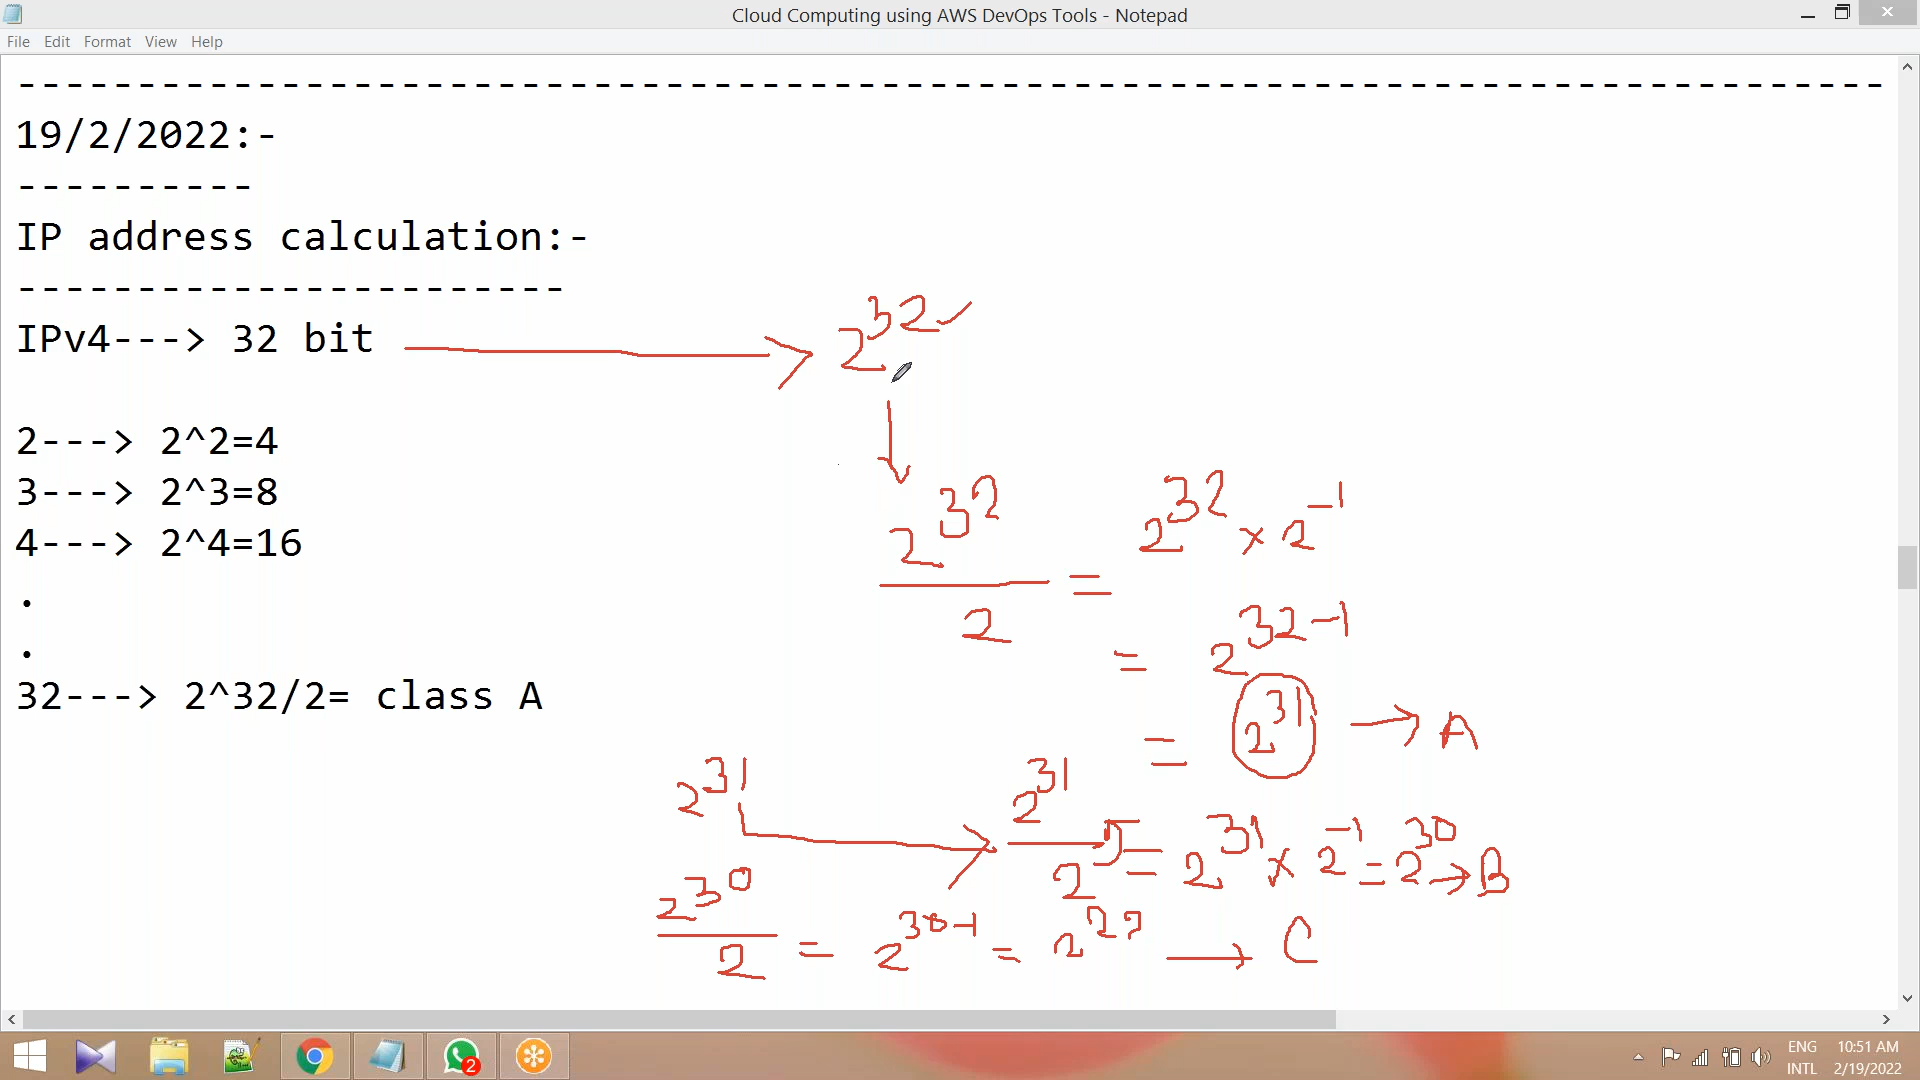 Cloud Computing using AWS DevOps Tools - Notepad
File Edit Format View Help
------------------------------------------------------------------------------
19/2/2022:-
----------
IP address calculation:-
-----------------------
IPv4---> 32 bit → 2^32 ✓
2---> 2^2=4
3---> 2^3=8
4---> 2^4=16
.
.
32---> 2^32/2= class A
2^32/2 = 2^32 × 2^-1
= 2^32-1
= 2^31 → A
2^31 → 2^31/2 = 2^31 × 2^-1 = 2^30 → B
2^30/2 = 2^30-1 = 2^29 → C
2
ENG 10:51 AM
INTL 2/19/2022